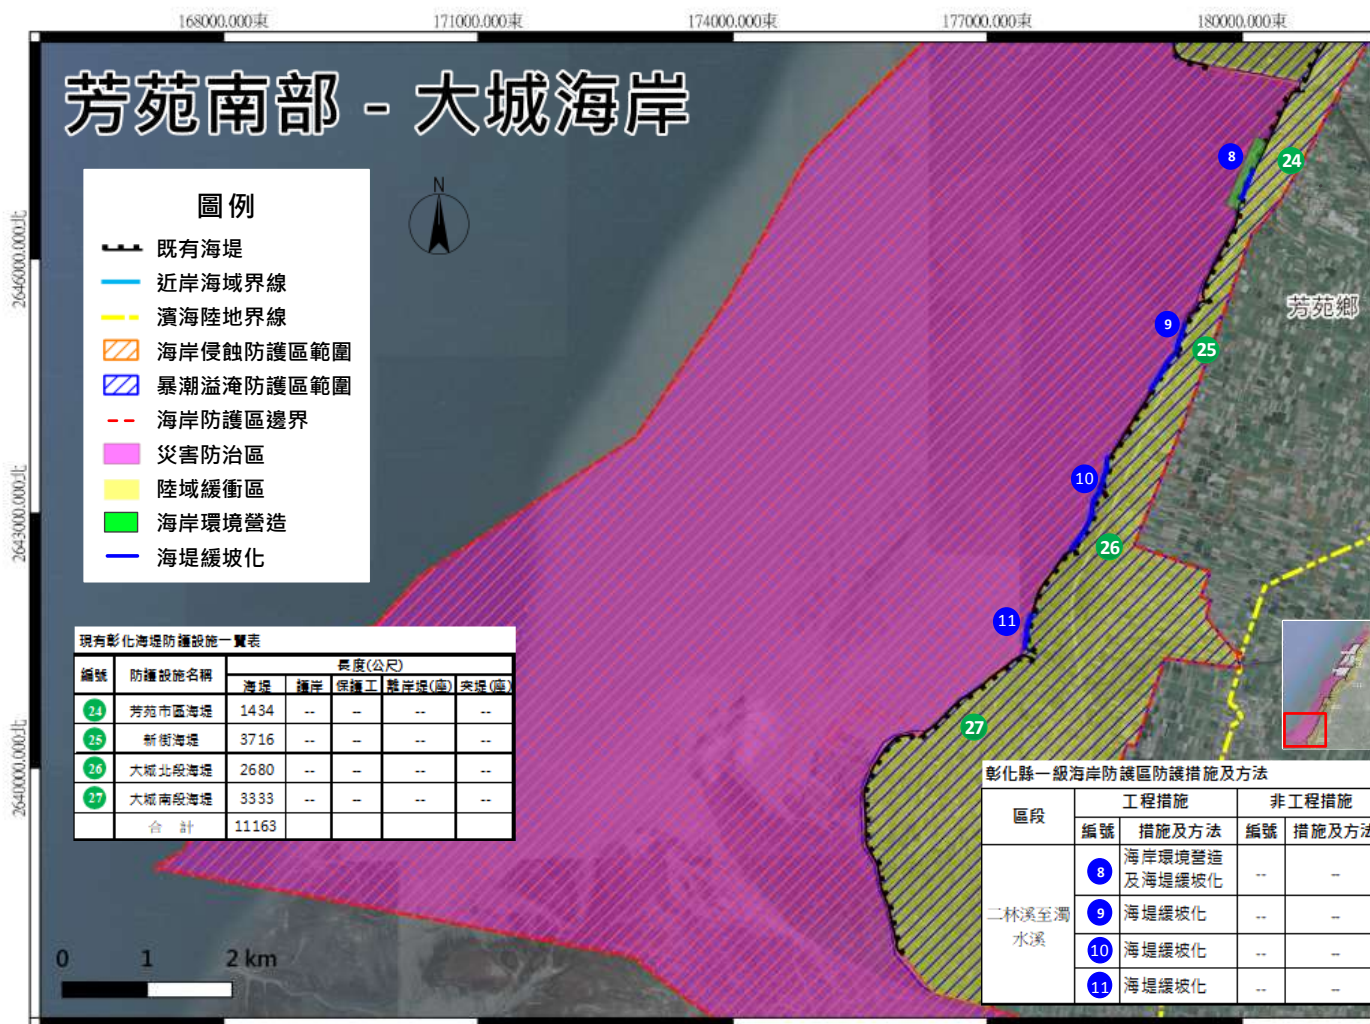 168000.000東
171000.000東
174000.000東
177000.000東
180000.000東
芳苑南部 - 大城海岸
N
圖例
既有海堤
近岸海域界線
濱海陸地界線
海岸侵蝕防護區範圍
暴潮溢淹防護區範圍
海岸防護區邊界
災害防治區
陸域緩衝區
海岸環境營造
海堤緩坡化
2646000.000北
2643000.000北
2640000.000北
8
24
芳苑鄉
9
25
10
26
11
27
現有彰化海堤防護設施一覽表
編號 防護設施名稱 長度(公尺)
海堤 護岸 保護工 離岸堤(座) 突堤(座)
24 芳苑市區海堤 1434 -- -- -- --
25 新街海堤 3716 -- -- -- --
26 大城北段海堤 2680 -- -- -- --
27 大城南段海堤 3333 -- -- -- --
合 計 11163
0 1 2 km
彰化縣一級海岸防護區防護措施及方法
區段 工程措施 非工程措施
編號 措施及方法 編號 措施及方法
二林溪至濁
水溪
8 海岸環境營造
及海堤緩坡化 -- --
9 海堤緩坡化 -- --
10 海堤緩坡化 -- --
11 海堤緩坡化 -- --